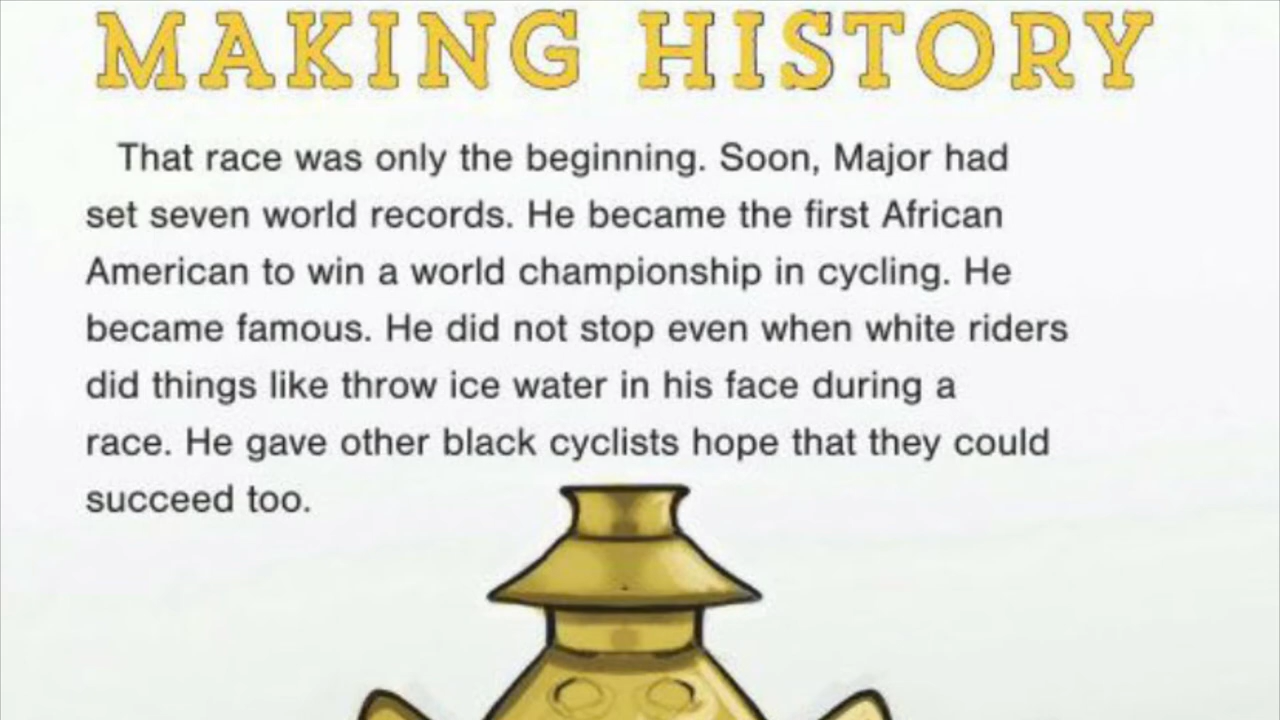 MAKING HISTORY
That race was only the beginning. Soon, Major had
set seven world records. He became the first African
American to win a world championship in cycling. He
became famous. He did not stop even when white riders
did things like throw ice water in his face during a
race. He gave other black cyclists hope that they could
succeed too.